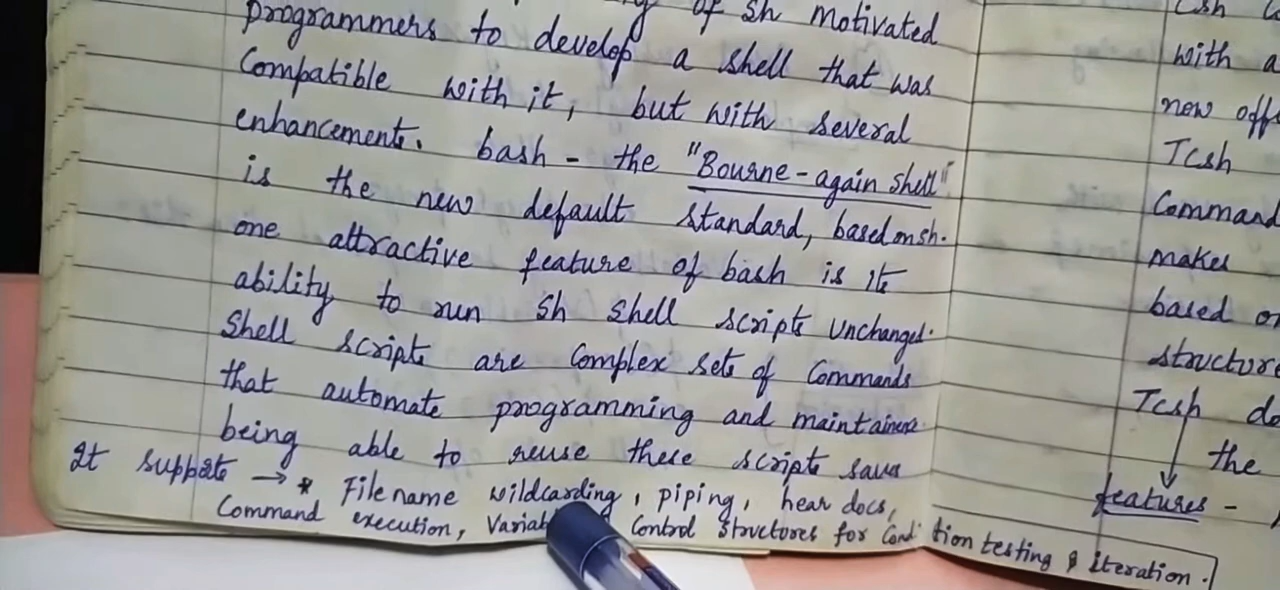 of sh motivated
programmers to develop a shell that was
Compatible with it, but with several
enhancements. bash - the "Bourne-again shell"
is the new default standard, based on sh.
one attractive feature of bash is its
ability to run sh shell scripts unchanged.
Shell scripts are complex sets of commands
that automate programming and
being able to reuse these scripts
It supports → * Filename wildcarding, piping, hear docs,
Command execution, Control Structures for Condition testing & iteration.
with a
now
Tcsh
Command
makes
based
structure
Tcsh
the
features -